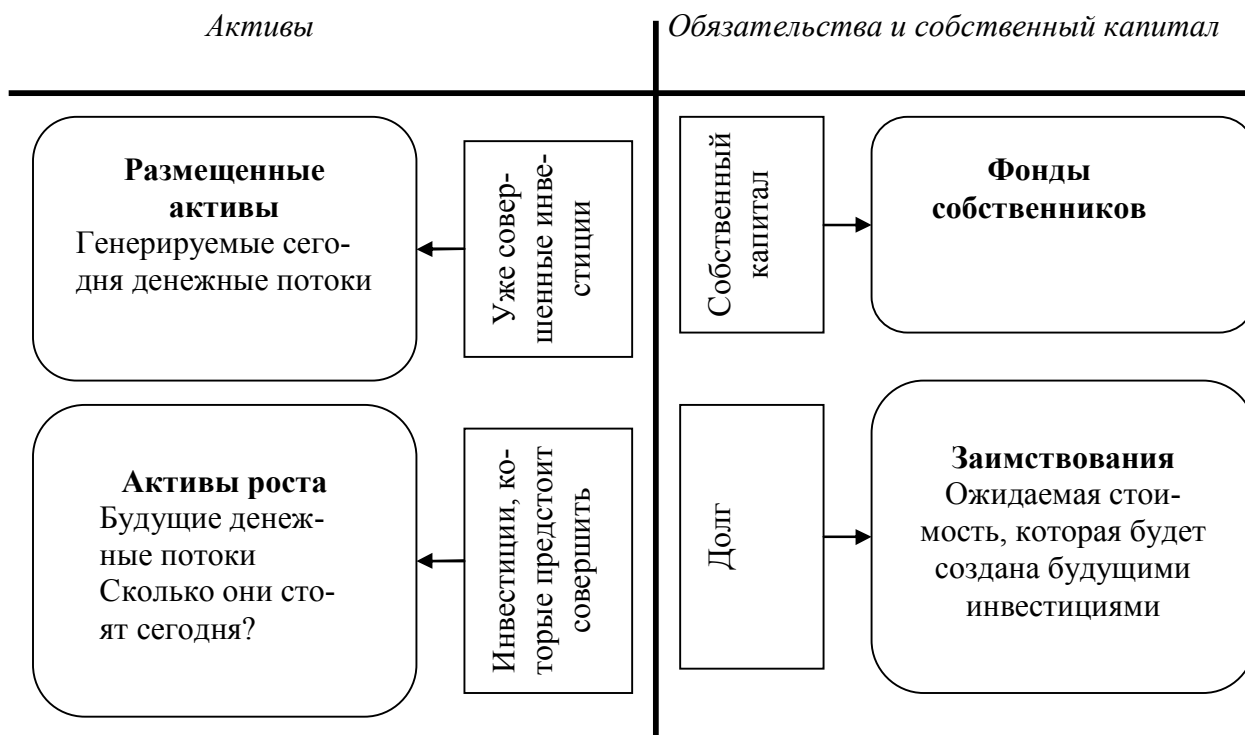 Активы
Обязательства и собственный капитал
Размещенные
активы
Генерируемые сего-
дня денежные потоки
Уже совер-
шенные инве-
стиции
Собственный
капитал
Фонды
собственников
Активы роста
Будущие денеж-
ные потоки
Сколько они сто-
ят сегодня?
Инвестиции, ко-
торые предстоит
совершить
Долг
Заимствования
Ожидаемая стои-
мость, которая будет
создана будущими
инвестициями